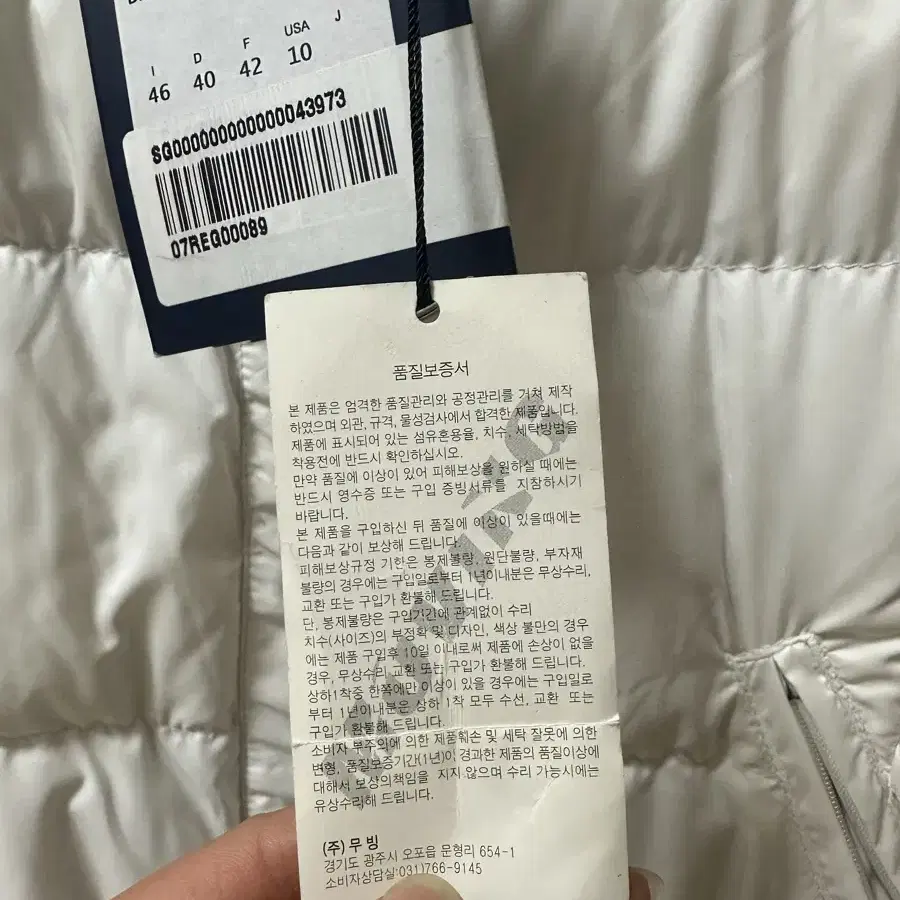 I D F USA J
46 40 42 10
SG000000000000043973
07REG00089
품질보증서
본 제품은 엄격한 품질관리와 공정관리를 거쳐 제작
하였으며 외관, 규격, 물성검사에서 합격한 제품입니다.
제품에 표시되어 있는 섬유혼용율, 치수, 세탁방법을
착용전에 반드시 확인하십시오.
만약 품질에 이상이 있어 피해보상을 원하실 때에는
반드시 영수증 또는 구입 증빙서류를 지참하시기
바랍니다.
본 제품을 구입하신 뒤 품질에 이상이 있을때에는
다음과 같이 보상해 드립니다.
피해보상규정 기한은 봉제불량, 원단불량, 부자재
불량의 경우에는 구입일로부터 1년이내분은 무상수리,
교환 또는 구입가 환불해 드립니다.
단, 봉제불량은 구입기간에 관계없이 수리
치수(사이즈)의 부정확 및 디자인, 색상 불만의 경우
에는 제품 구입후 10일 이내로써 제품에 손상이 없을
경우, 무상수리 교환 또는 구입가 환불해 드립니다.
상하1착중 한쪽에만 이상이 있을 경우에는 구입일로
부터 1년이내분은 상하 1착 모두 수선, 교환 또는
구입가 환불해 드립니다.
소비자 부주의에 의한 제품훼손 및 세탁 잘못에 의한
변형, 품질보증기간(1년)이 경과한 제품의 품질이상에
대해서 보상의책임을 지지 않으며 수리 가능시에는
유상수리해 드립니다.
(주) 무 빙
경기도 광주시 오포읍 문형리 654-1
소비자상담실:031)766-9145